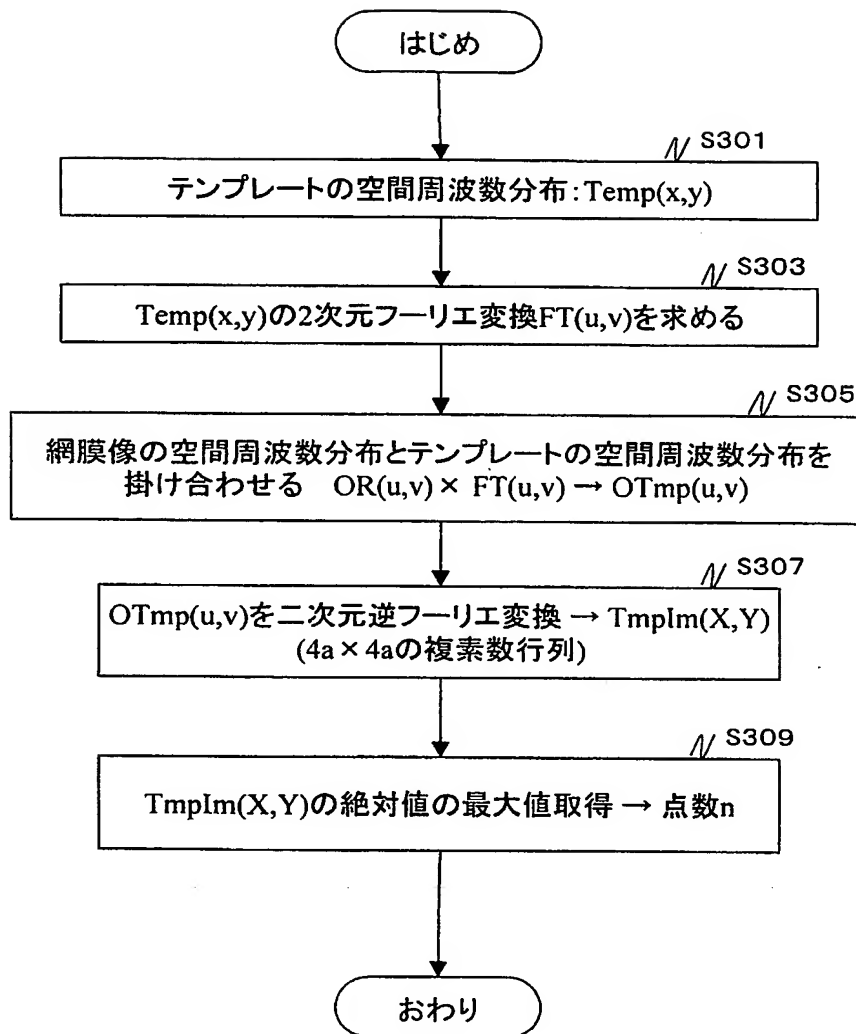 はじめ
S301
テンプレートの空間周波数分布:Temp(x,y)
S303
Temp(x,y)の2次元フーリエ変換FT(u,v)を求める
S305
網膜像の空間周波数分布とテンプレートの空間周波数分布を
掛け合わせる OR(u,v)× FT(u,v) → OTmp(u,v)
S307
OTmp(u,v)を二次元逆フーリエ変換 → TmpIm(X,Y)
(4a×4aの複素数行列)
S309
TmpIm(X,Y)の絶対値の最大値取得 → 点数n
おわり